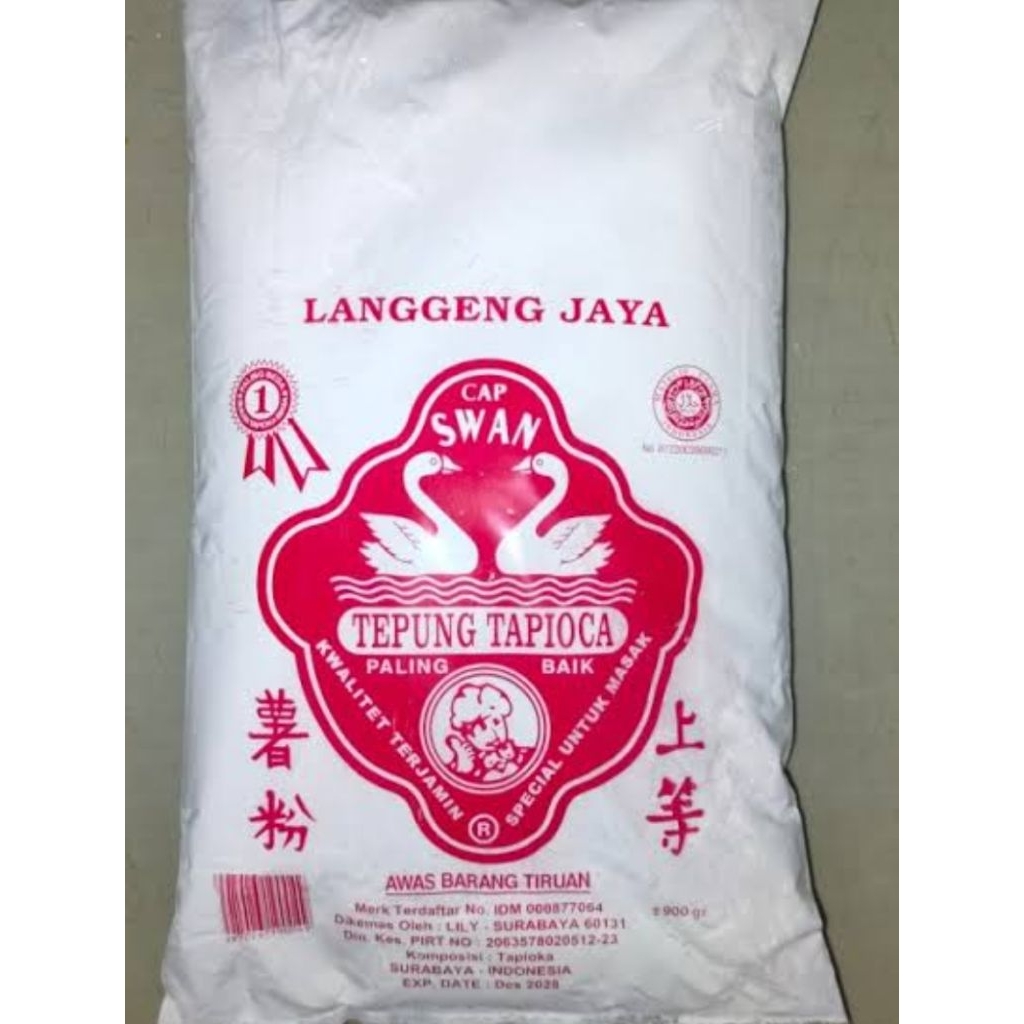 LANGGENG JAYA
1
CAP
SWAN
TEPUNG TAPIOCA
PALING BAIK
KWALITET TERJAMIN ® SPECIAL UNTUK MASAK
薯粉
上等
AWAS BARANG TIRUAN
Merk Terdaftar No. IDM 000877064
Dikemas Oleh : LILY - SURABAYA 60131
Din. Kes. PIRT NO : 2063578020512-23
Komposisi : Tapioka
SURABAYA - INDONESIA
EXP. DATE : Des 2028
± 900 gr